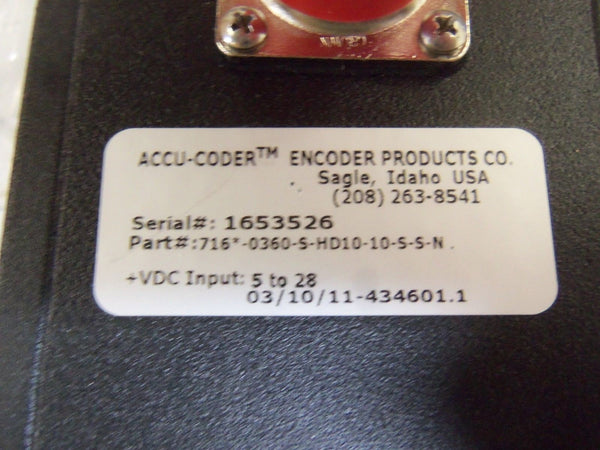 ACCU-CODER™ ENCODER PRODUCTS CO.
Sagle, Idaho USA
(208) 263-8541
Serial#: 1653526
Part#:716*-0360-S-HD10-10-S-S-N
+VDC Input: 5 to 28
03/10/11-434601.1